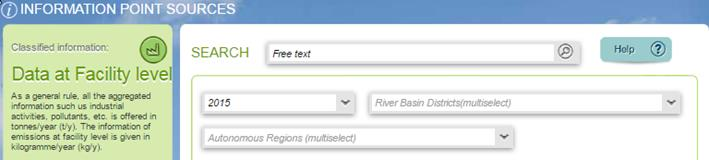 INFORMATION POINT SOURCES
Classified information:
Data at Facility level
As a general rule, all the aggregated
information such us industrial
activities, pollutants, etc. is offered in
tonnes/year (t/y). The information of
emissions at facility level is given in
kilogramme/year (kg/y).
SEARCH
Free text
Help ?
2015
River Basin Districts(multiselect)
Autonomous Regions (multiselect)